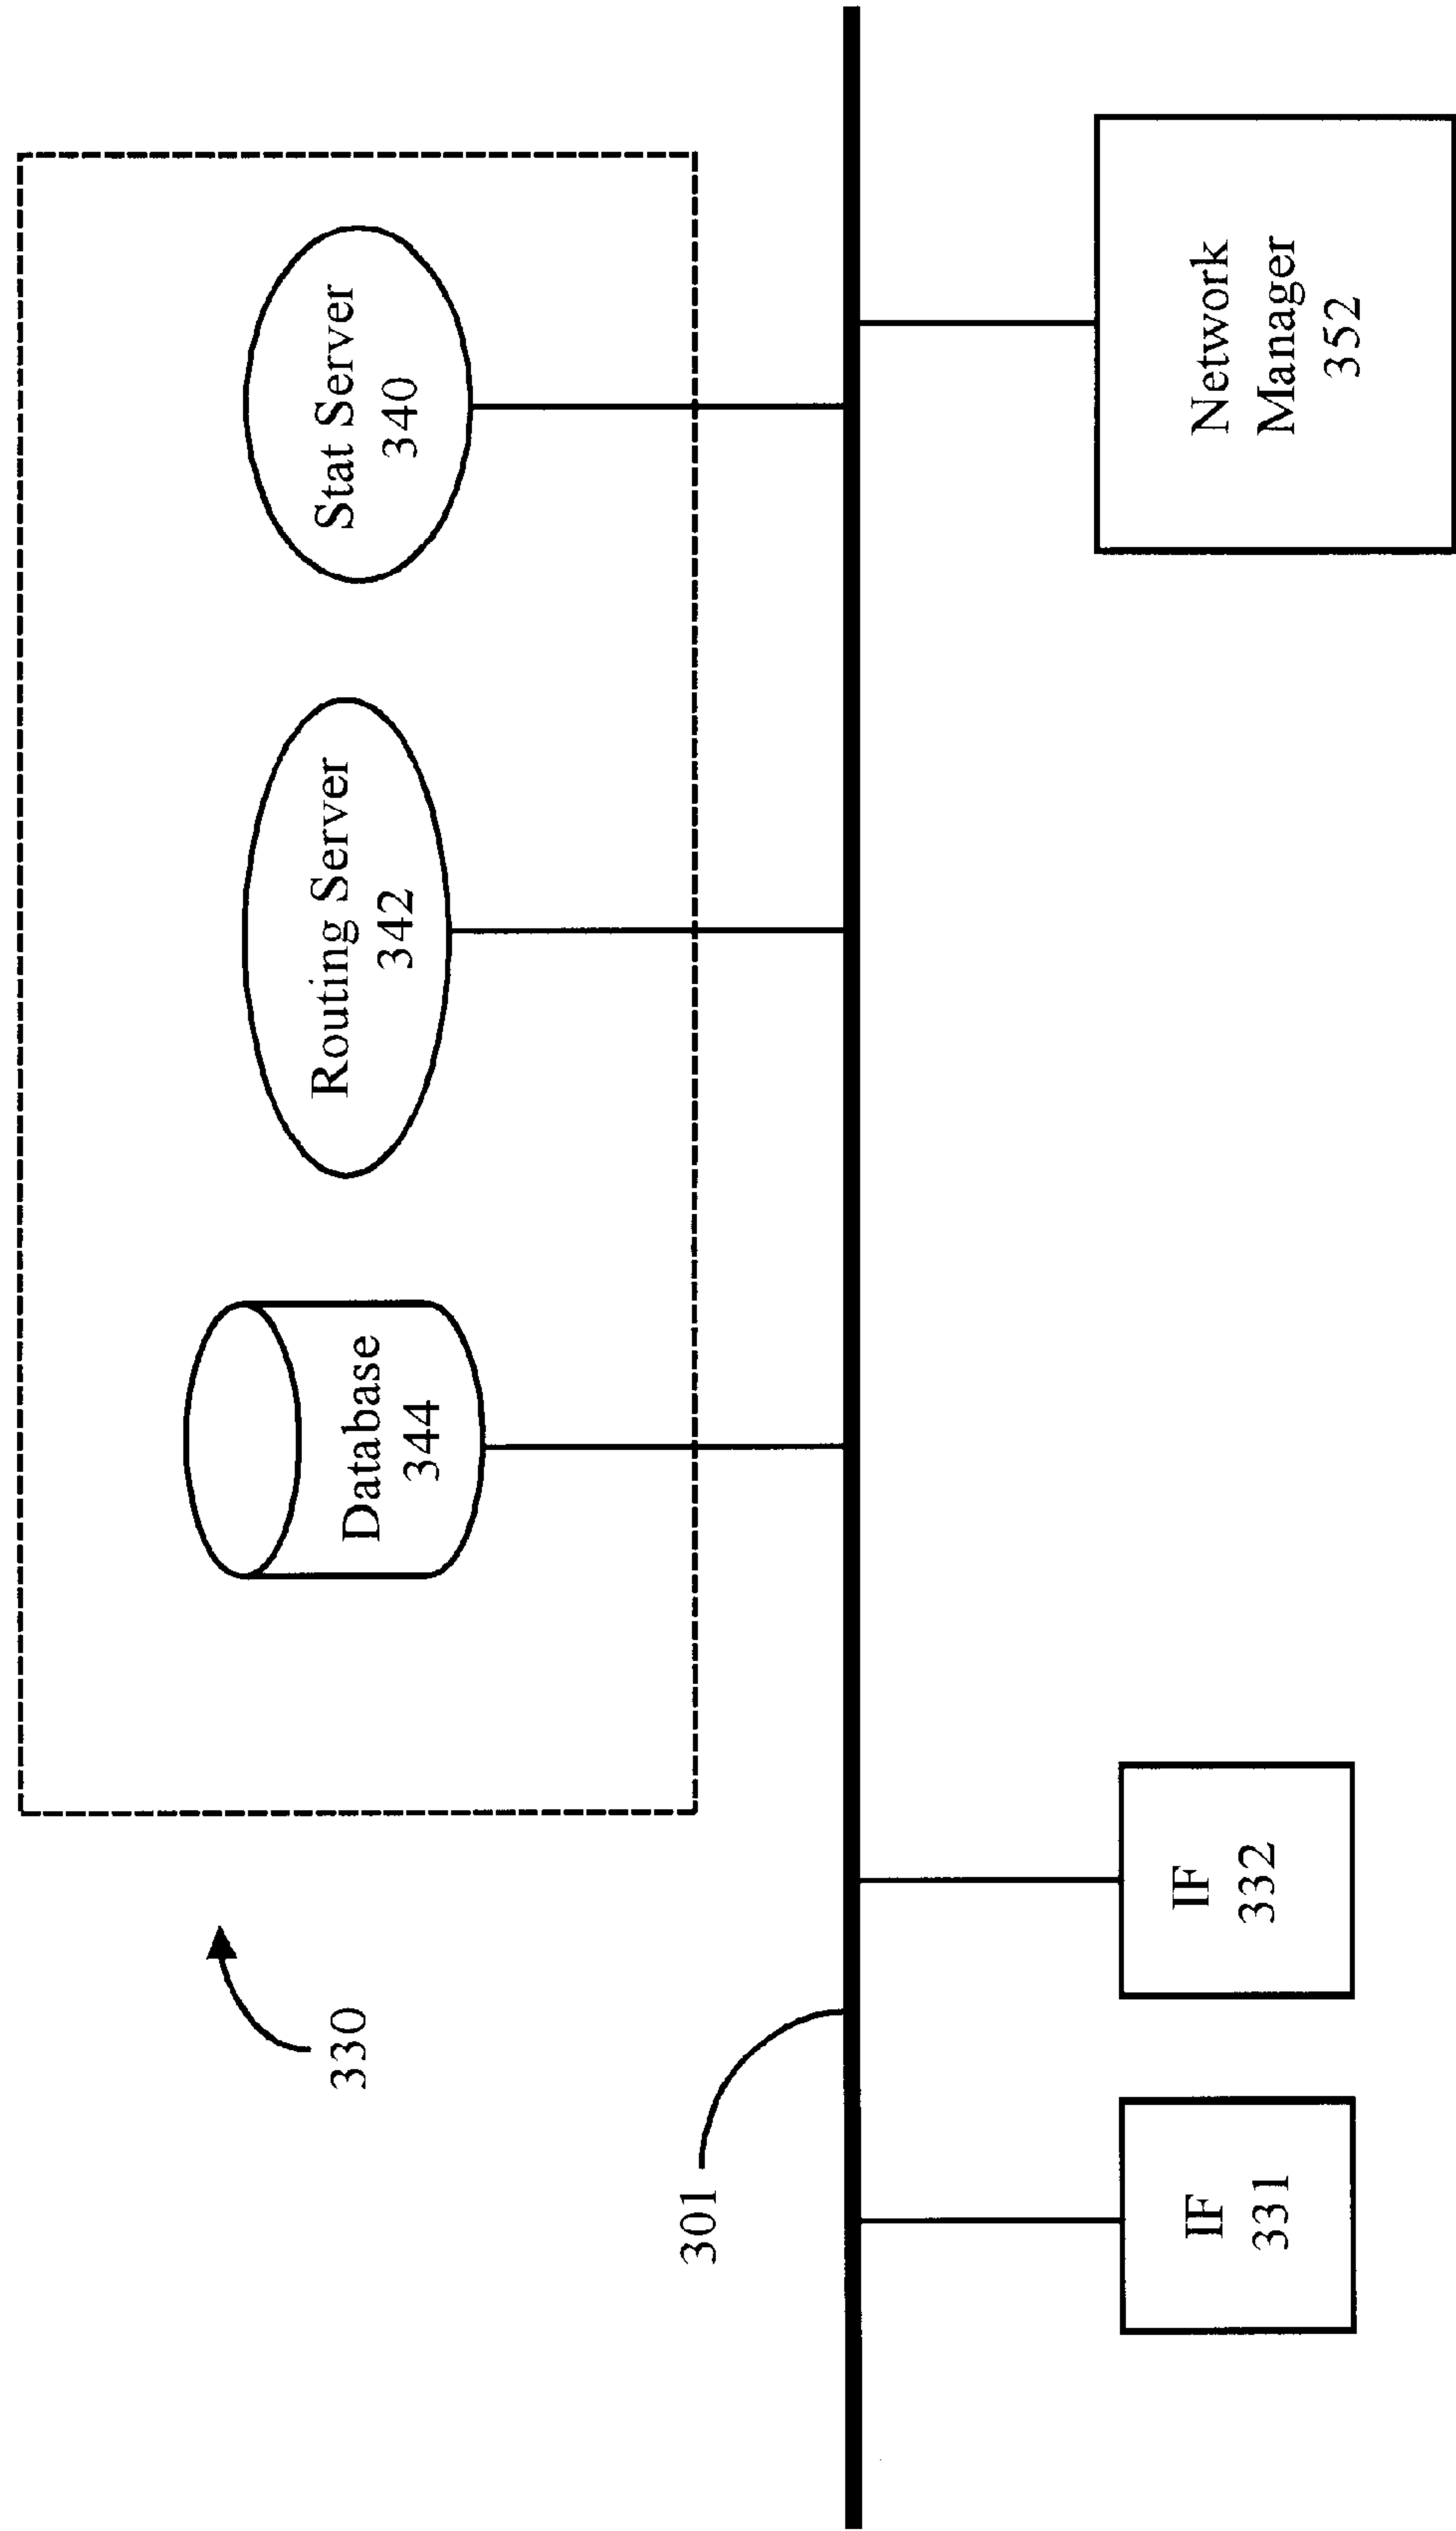 330
Database
344
Routing Server
342
Stat Server
340
301
IF
331
IF
332
Network
Manager
352